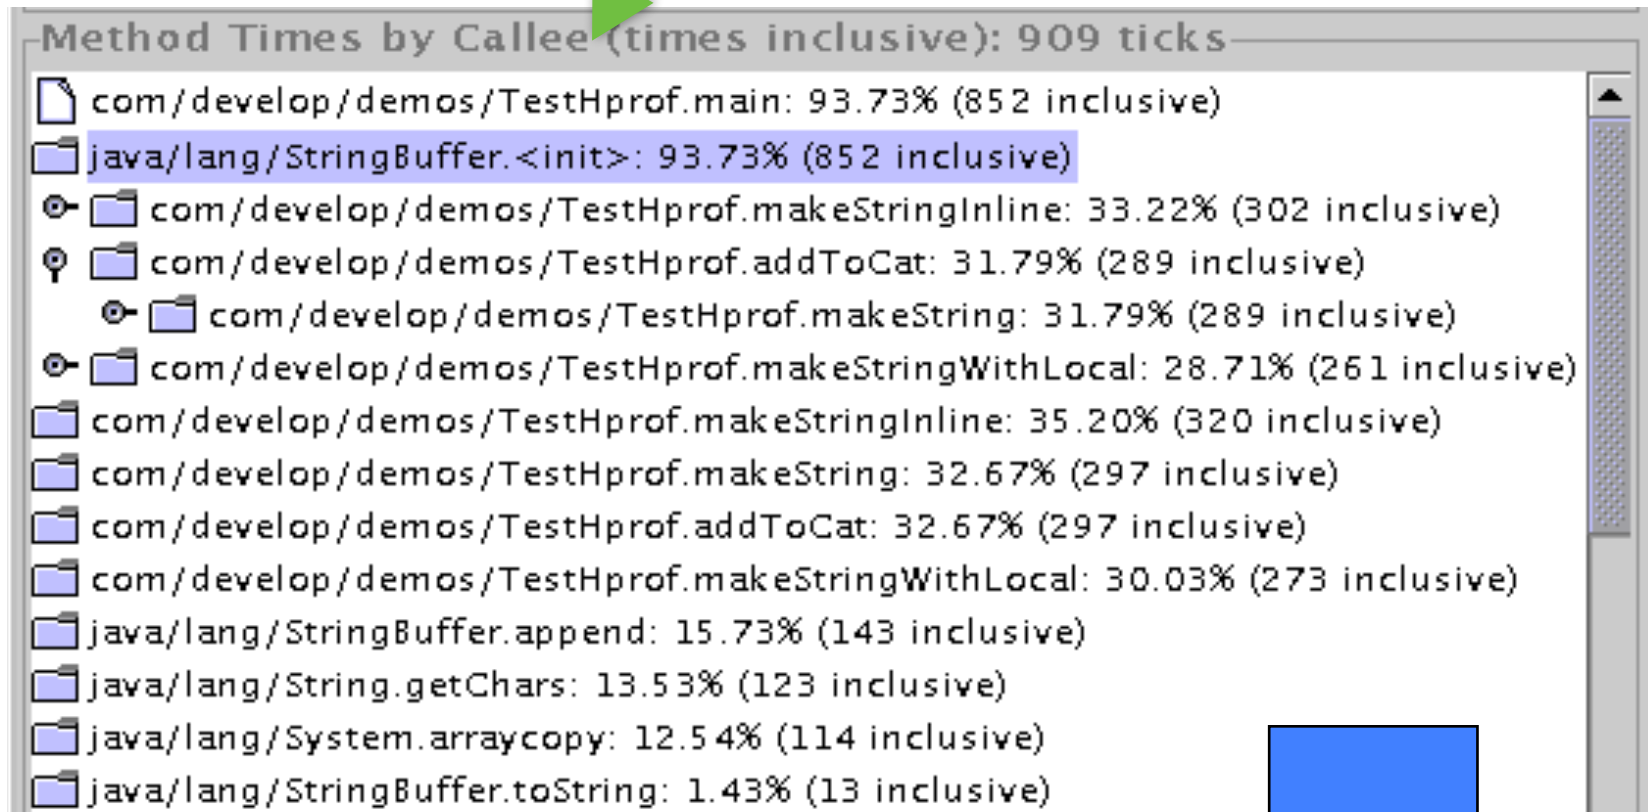 Method Times by Callee (times inclusive): 909 ticks
com/develop/demos/TestHprof.main: 93.73% (852 inclusive)
java/lang/StringBuffer.<init>: 93.73% (852 inclusive)
com/develop/demos/TestHprof.makeStringInline: 33.22% (302 inclusive)
com/develop/demos/TestHprof.addToCat: 31.79% (289 inclusive)
com/develop/demos/TestHprof.makeString: 31.79% (289 inclusive)
com/develop/demos/TestHprof.makeStringWithLocal: 28.71% (261 inclusive)
com/develop/demos/TestHprof.makeStringInline: 35.20% (320 inclusive)
com/develop/demos/TestHprof.makeString: 32.67% (297 inclusive)
com/develop/demos/TestHprof.addToCat: 32.67% (297 inclusive)
com/develop/demos/TestHprof.makeStringWithLocal: 30.03% (273 inclusive)
java/lang/StringBuffer.append: 15.73% (143 inclusive)
java/lang/String.getChars: 13.53% (123 inclusive)
java/lang/System.arraycopy: 12.54% (114 inclusive)
java/lang/StringBuffer.toString: 1.43% (13 inclusive)